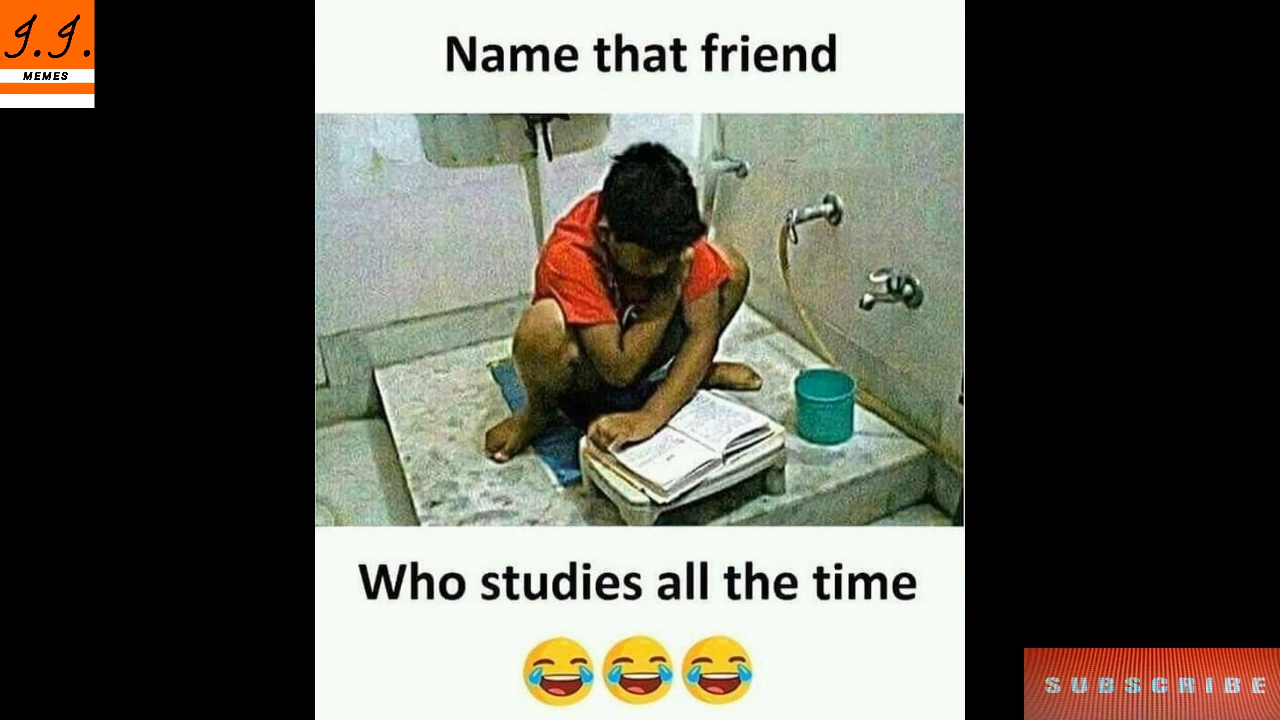 J.J.
MEMES
Name that friend
Who studies all the time
SUBSCRIBE